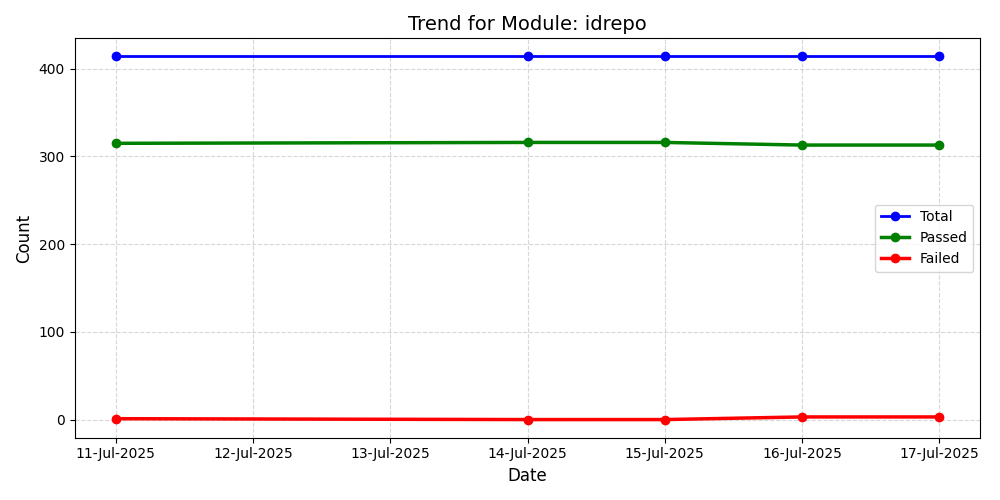 Trend for Module: idrepo
Count
400
300
200
100
0
Total
Passed
Failed
11-Jul-2025
12-Jul-2025
13-Jul-2025
14-Jul-2025
15-Jul-2025
16-Jul-2025
17-Jul-2025
Date